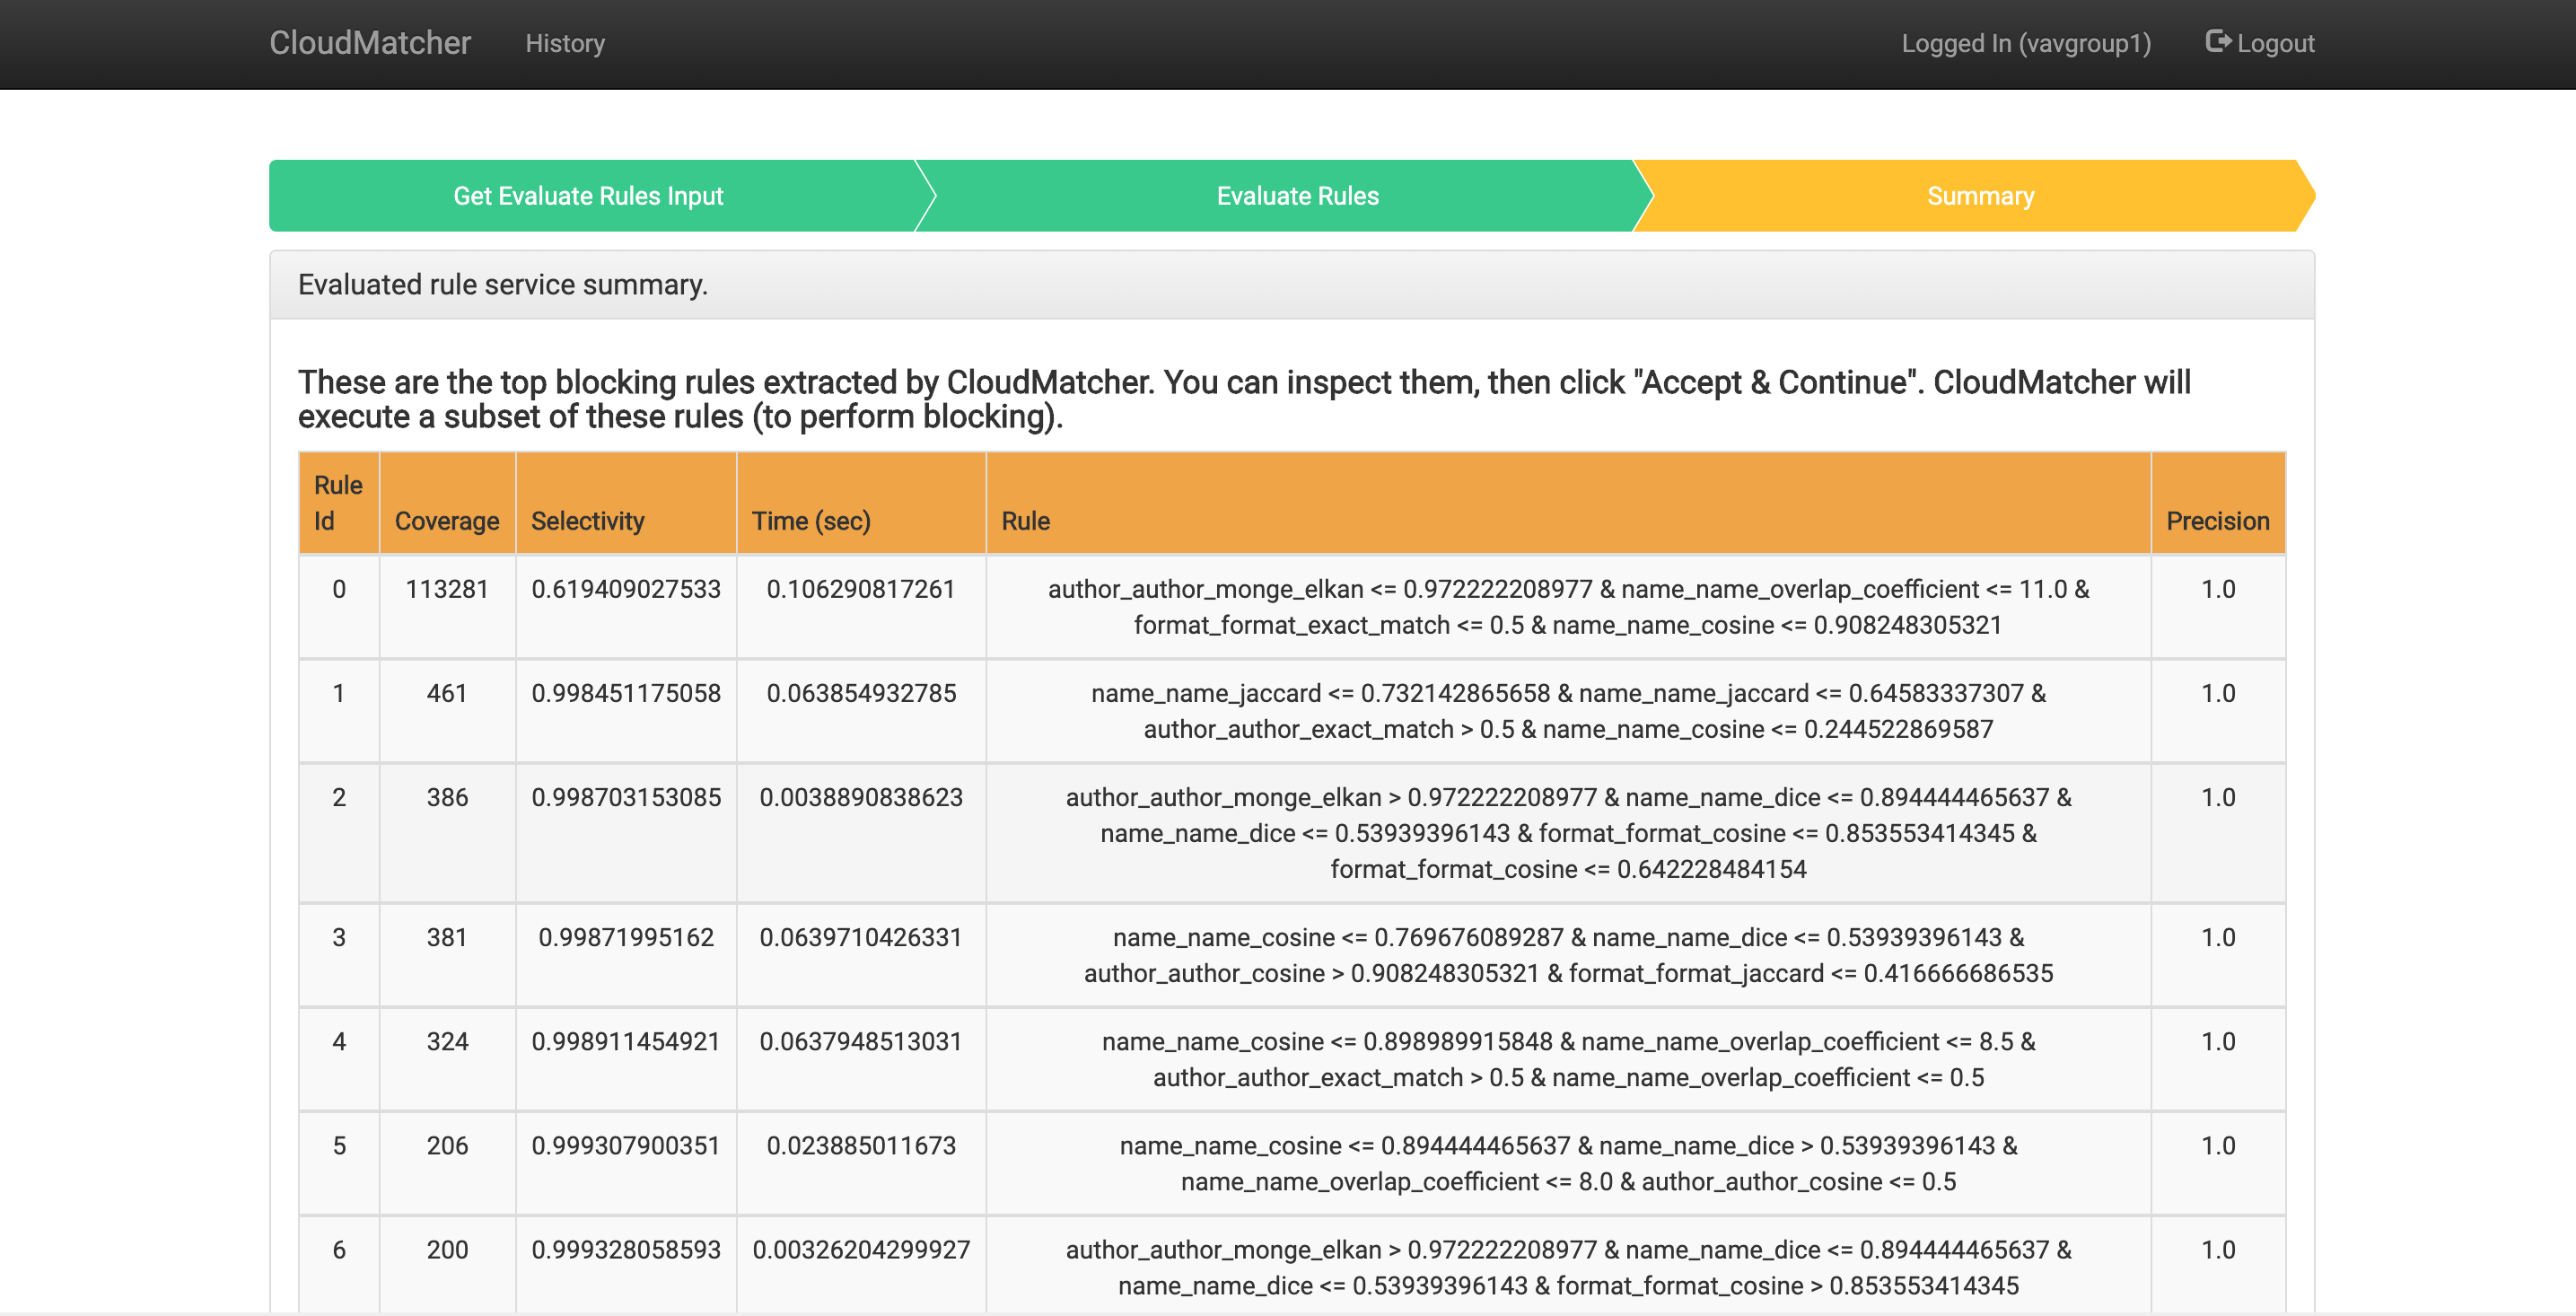 CloudMatcher History Logged In (vavgroup1) Logout
Get Evaluate Rules Input Evaluate Rules Summary
Evaluated rule service summary.
These are the top blocking rules extracted by CloudMatcher. You can inspect them, then click "Accept & Continue". CloudMatcher will
execute a subset of these rules (to perform blocking).
Rule
Id Coverage Selectivity Time (sec) Rule Precision
0 113281 0.619409027533 0.106290817261 author_author_monge_elkan <= 0.972222208977 & name_name_overlap_coefficient <= 11.0 & 1.0
format_format_exact_match <= 0.5 & name_name_cosine <= 0.908248305321
1 461 0.998451175058 0.063854932785 name_name_jaccard <= 0.732142865658 & name_name_jaccard <= 0.64583337307 & 1.0
author_author_exact_match > 0.5 & name_name_cosine <= 0.244522869587
2 386 0.998703153085 0.0038890838623 author_author_monge_elkan > 0.972222208977 & name_name_dice <= 0.894444465637 & 1.0
name_name_dice <= 0.53939396143 & format_format_cosine <= 0.853553414345 &
format_format_cosine <= 0.642228484154
3 381 0.99871995162 0.0639710426331 name_name_cosine <= 0.769676089287 & name_name_dice <= 0.53939396143 & 1.0
author_author_cosine > 0.908248305321 & format_format_jaccard <= 0.416666686535
4 324 0.998911454921 0.0637948513031 name_name_cosine <= 0.898989915848 & name_name_overlap_coefficient <= 8.5 & 1.0
author_author_exact_match > 0.5 & name_name_overlap_coefficient <= 0.5
5 206 0.999307900351 0.023885011673 name_name_cosine <= 0.894444465637 & name_name_dice > 0.53939396143 & 1.0
name_name_overlap_coefficient <= 8.0 & author_author_cosine <= 0.5
6 200 0.999328058593 0.00326204299927 author_author_monge_elkan > 0.972222208977 & name_name_dice <= 0.894444465637 & 1.0
name_name_dice <= 0.53939396143 & format_format_cosine > 0.853553414345